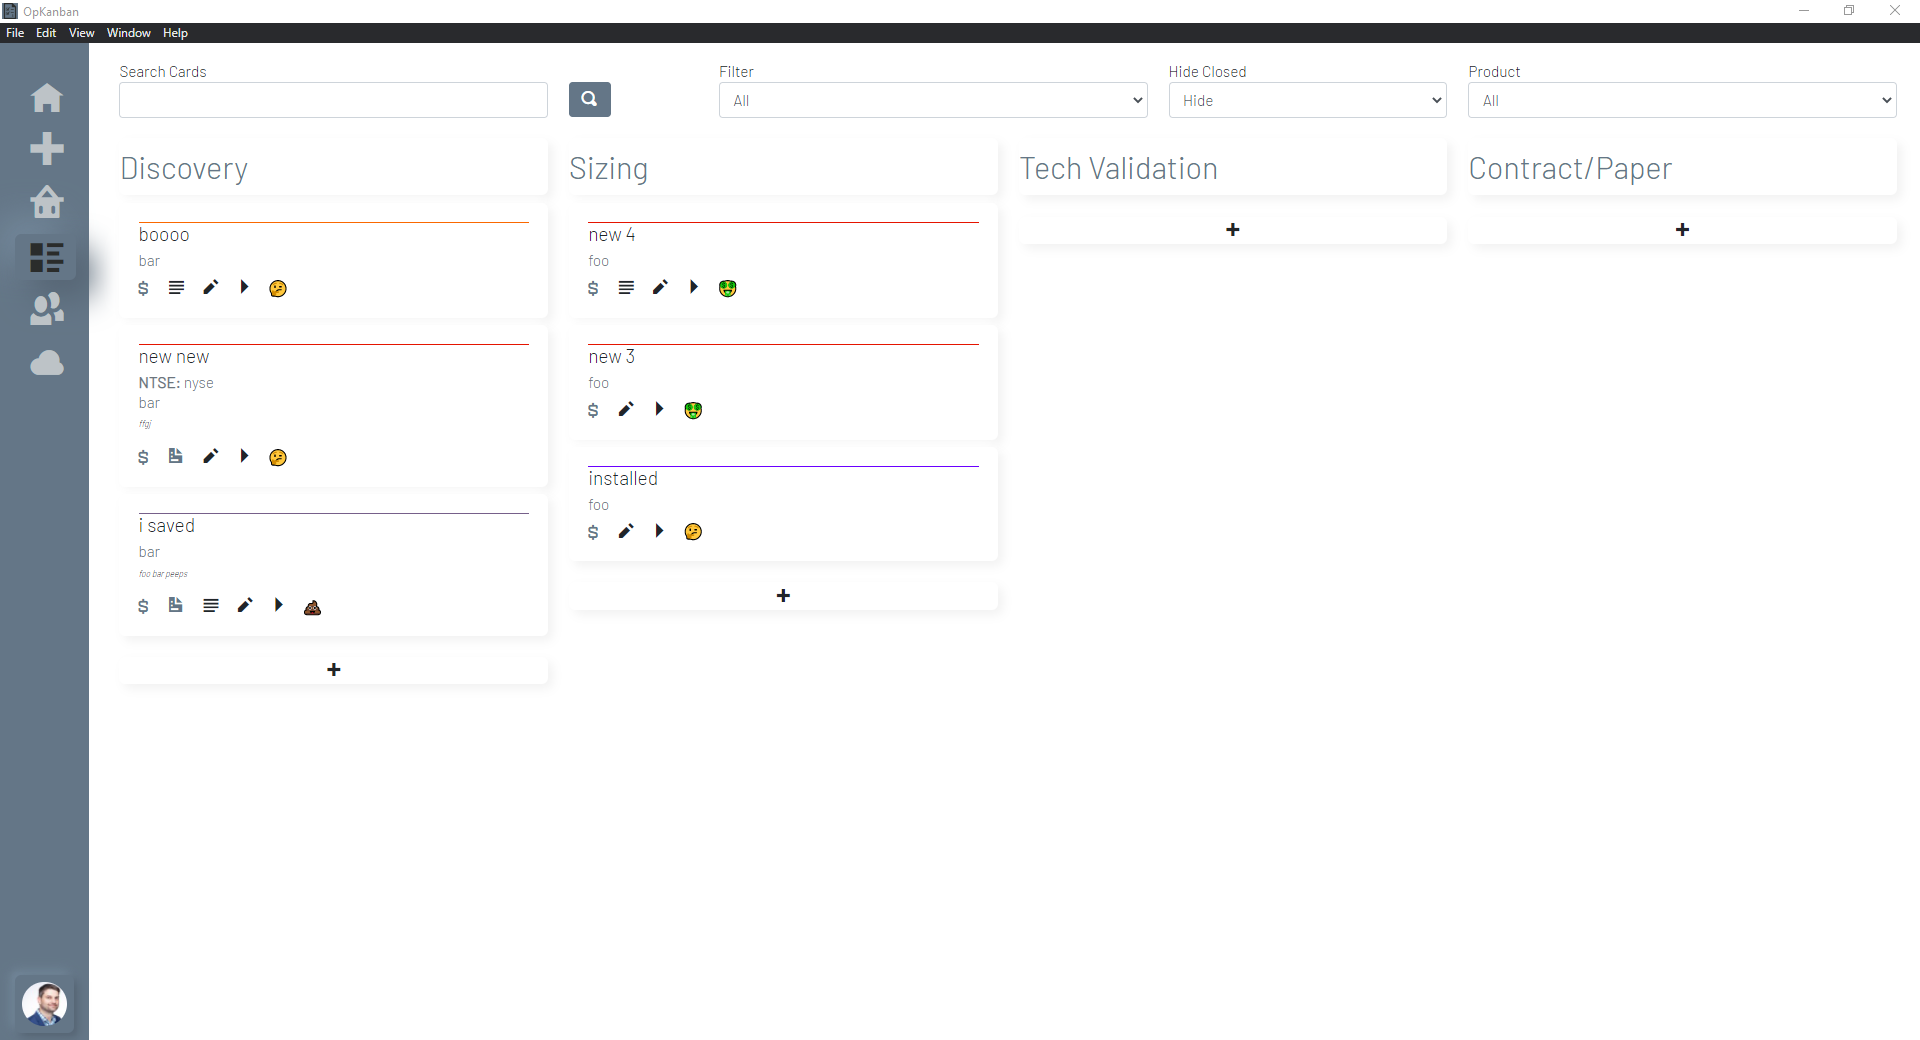 OpKanban
File Edit View Window Help
Search Cards
Filter
Hide Closed
Product
All
Hide
All
Discovery
boooo
bar
new new
NTSE: nyse
bar
ffgj
i saved
bar
foo bar peeps
Sizing
new 4
foo
new 3
foo
installed
foo
Tech Validation
Contract/Paper